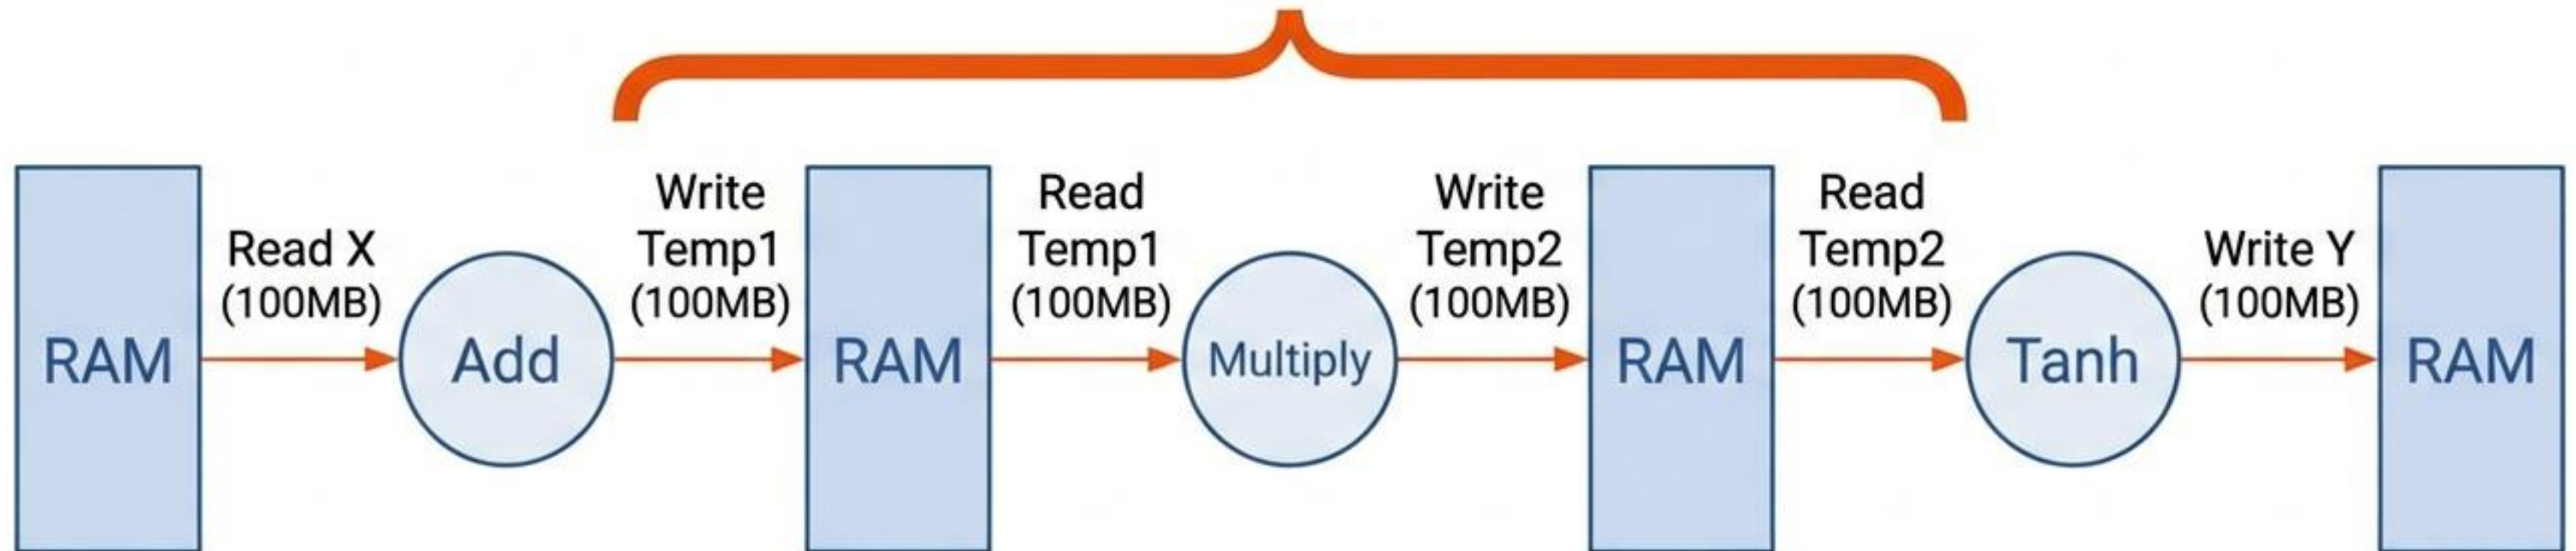 RAM
Read X
(100MB)
Add
Write
Temp1
(100MB)
RAM
Read
Temp1
(100MB)
Multiply
Write
Temp2
(100MB)
RAM
Read
Temp2
(100MB)
Tanh
Write Y
(100MB)
RAM